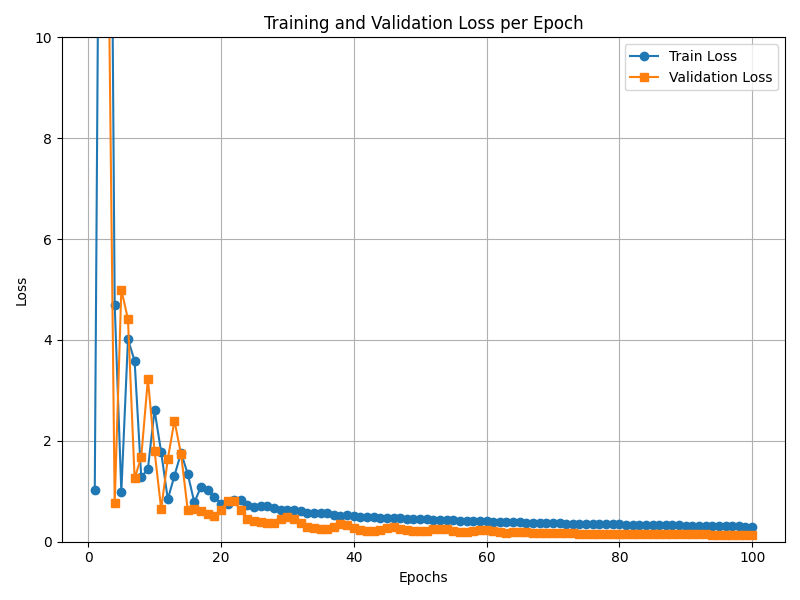 Training and Validation Loss per Epoch
Train Loss
Validation Loss
Loss
10
8
6
4
2
0
0 20 40 60 80 100
Epochs